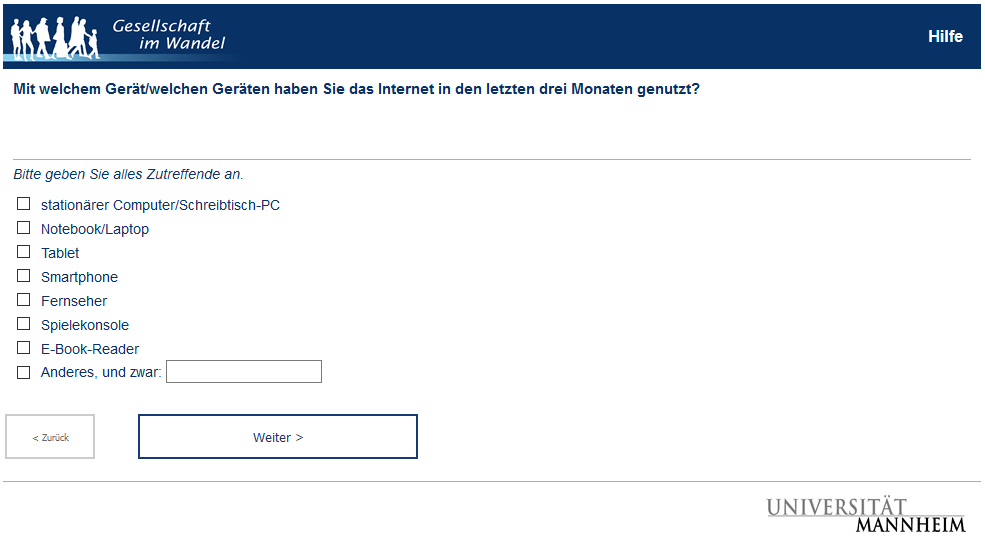 Gesellschaft
im Wandel
Hilfe
Mit welchem Gerät/welchen Geräten haben Sie das Internet in den letzten drei Monaten genutzt?
Bitte geben Sie alles Zutreffende an.
stationärer Computer/Schreibtisch-PC
Notebook/Laptop
Tablet
Smartphone
Fernseher
Spielekonsole
E-Book-Reader
Anderes, und zwar:
< Zurück
Weiter >
UNIVERSITÄT
MANNHEIM